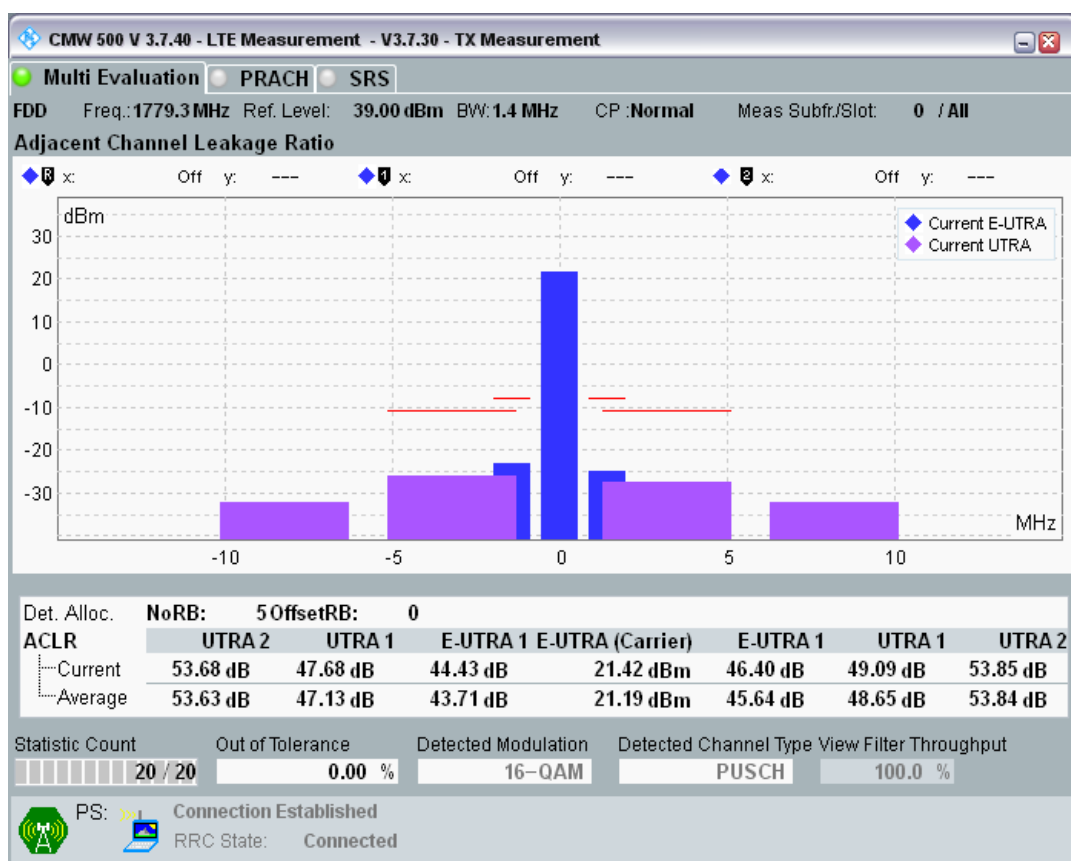 CMW 500 V 3.7.40 - LTE Measurement - V3.7.30 - TX Measurement
Multi Evaluation PRACH SRS
FDD Freq.: 1779.3 MHz Ref. Level: 39.00 dBm BW: 1.4 MHz CP :Normal Meas Subfr./Slot: 0 / All
Adjacent Channel Leakage Ratio
R x: Off y: --- 1 x: Off y: --- 2 x: Off y: ---
dBm
Current E-UTRA
Current UTRA
30
20
10
0
-10
-20
-30
MHz
-10 -5 0 5 10
Det. Alloc. NoRB: 5 OffsetRB: 0
ACLR UTRA 2 UTRA 1 E-UTRA 1 E-UTRA (Carrier) E-UTRA 1 UTRA 1 UTRA 2
Current 53.68 dB 47.68 dB 44.43 dB 21.42 dBm 46.40 dB 49.09 dB 53.85 dB
Average 53.63 dB 47.13 dB 43.71 dB 21.19 dBm 45.64 dB 48.65 dB 53.84 dB
Statistic Count Out of Tolerance Detected Modulation Detected Channel Type View Filter Throughput
20 / 20 0.00 % 16-QAM PUSCH 100.0 %
PS: Connection Established
RRC State: Connected